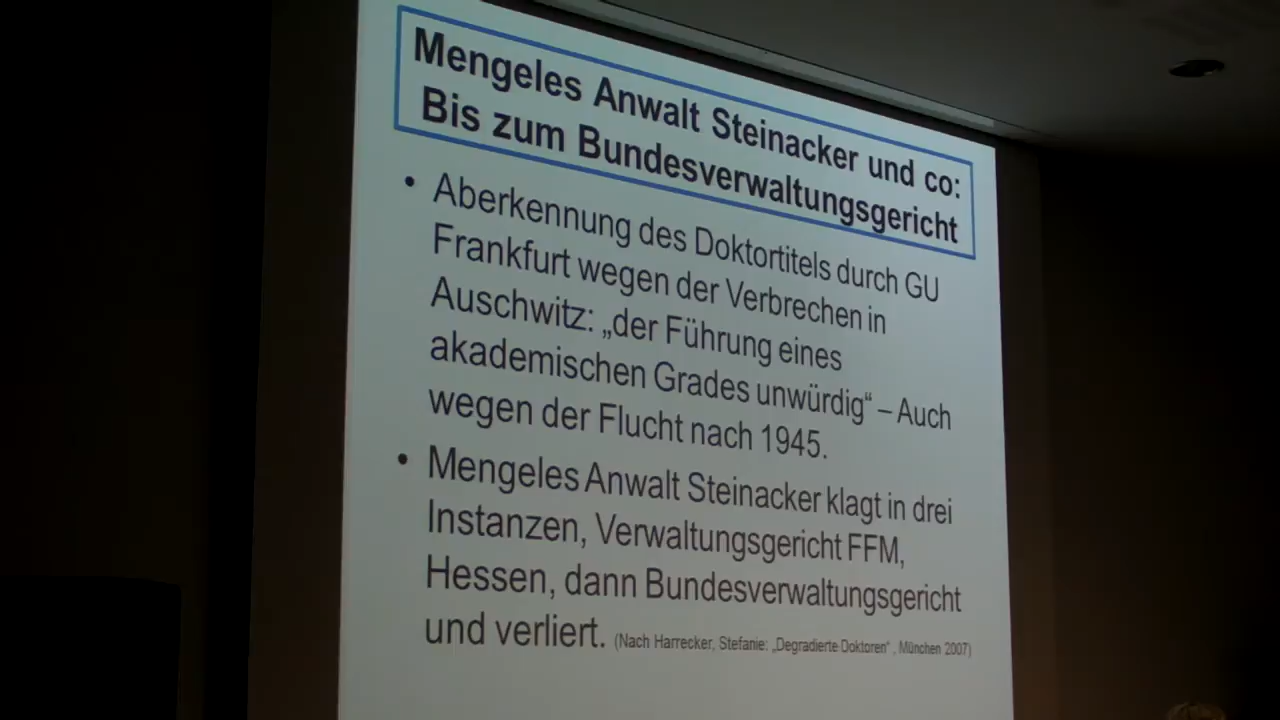 Mengeles Anwalt Steinacker und co:
Bis zum Bundesverwaltungsgericht
• Aberkennung des Doktortitels durch GU
Frankfurt wegen der Verbrechen in
Auschwitz: „der Führung eines
akademischen Grades unwürdig“ – Auch
wegen der Flucht nach 1945.
• Mengeles Anwalt Steinacker klagt in drei
Instanzen, Verwaltungsgericht FFM,
Hessen, dann Bundesverwaltungsgericht
und verliert. (Nach Harrecker, Stefanie: „Degradierte Doktoren“ , München 2007)